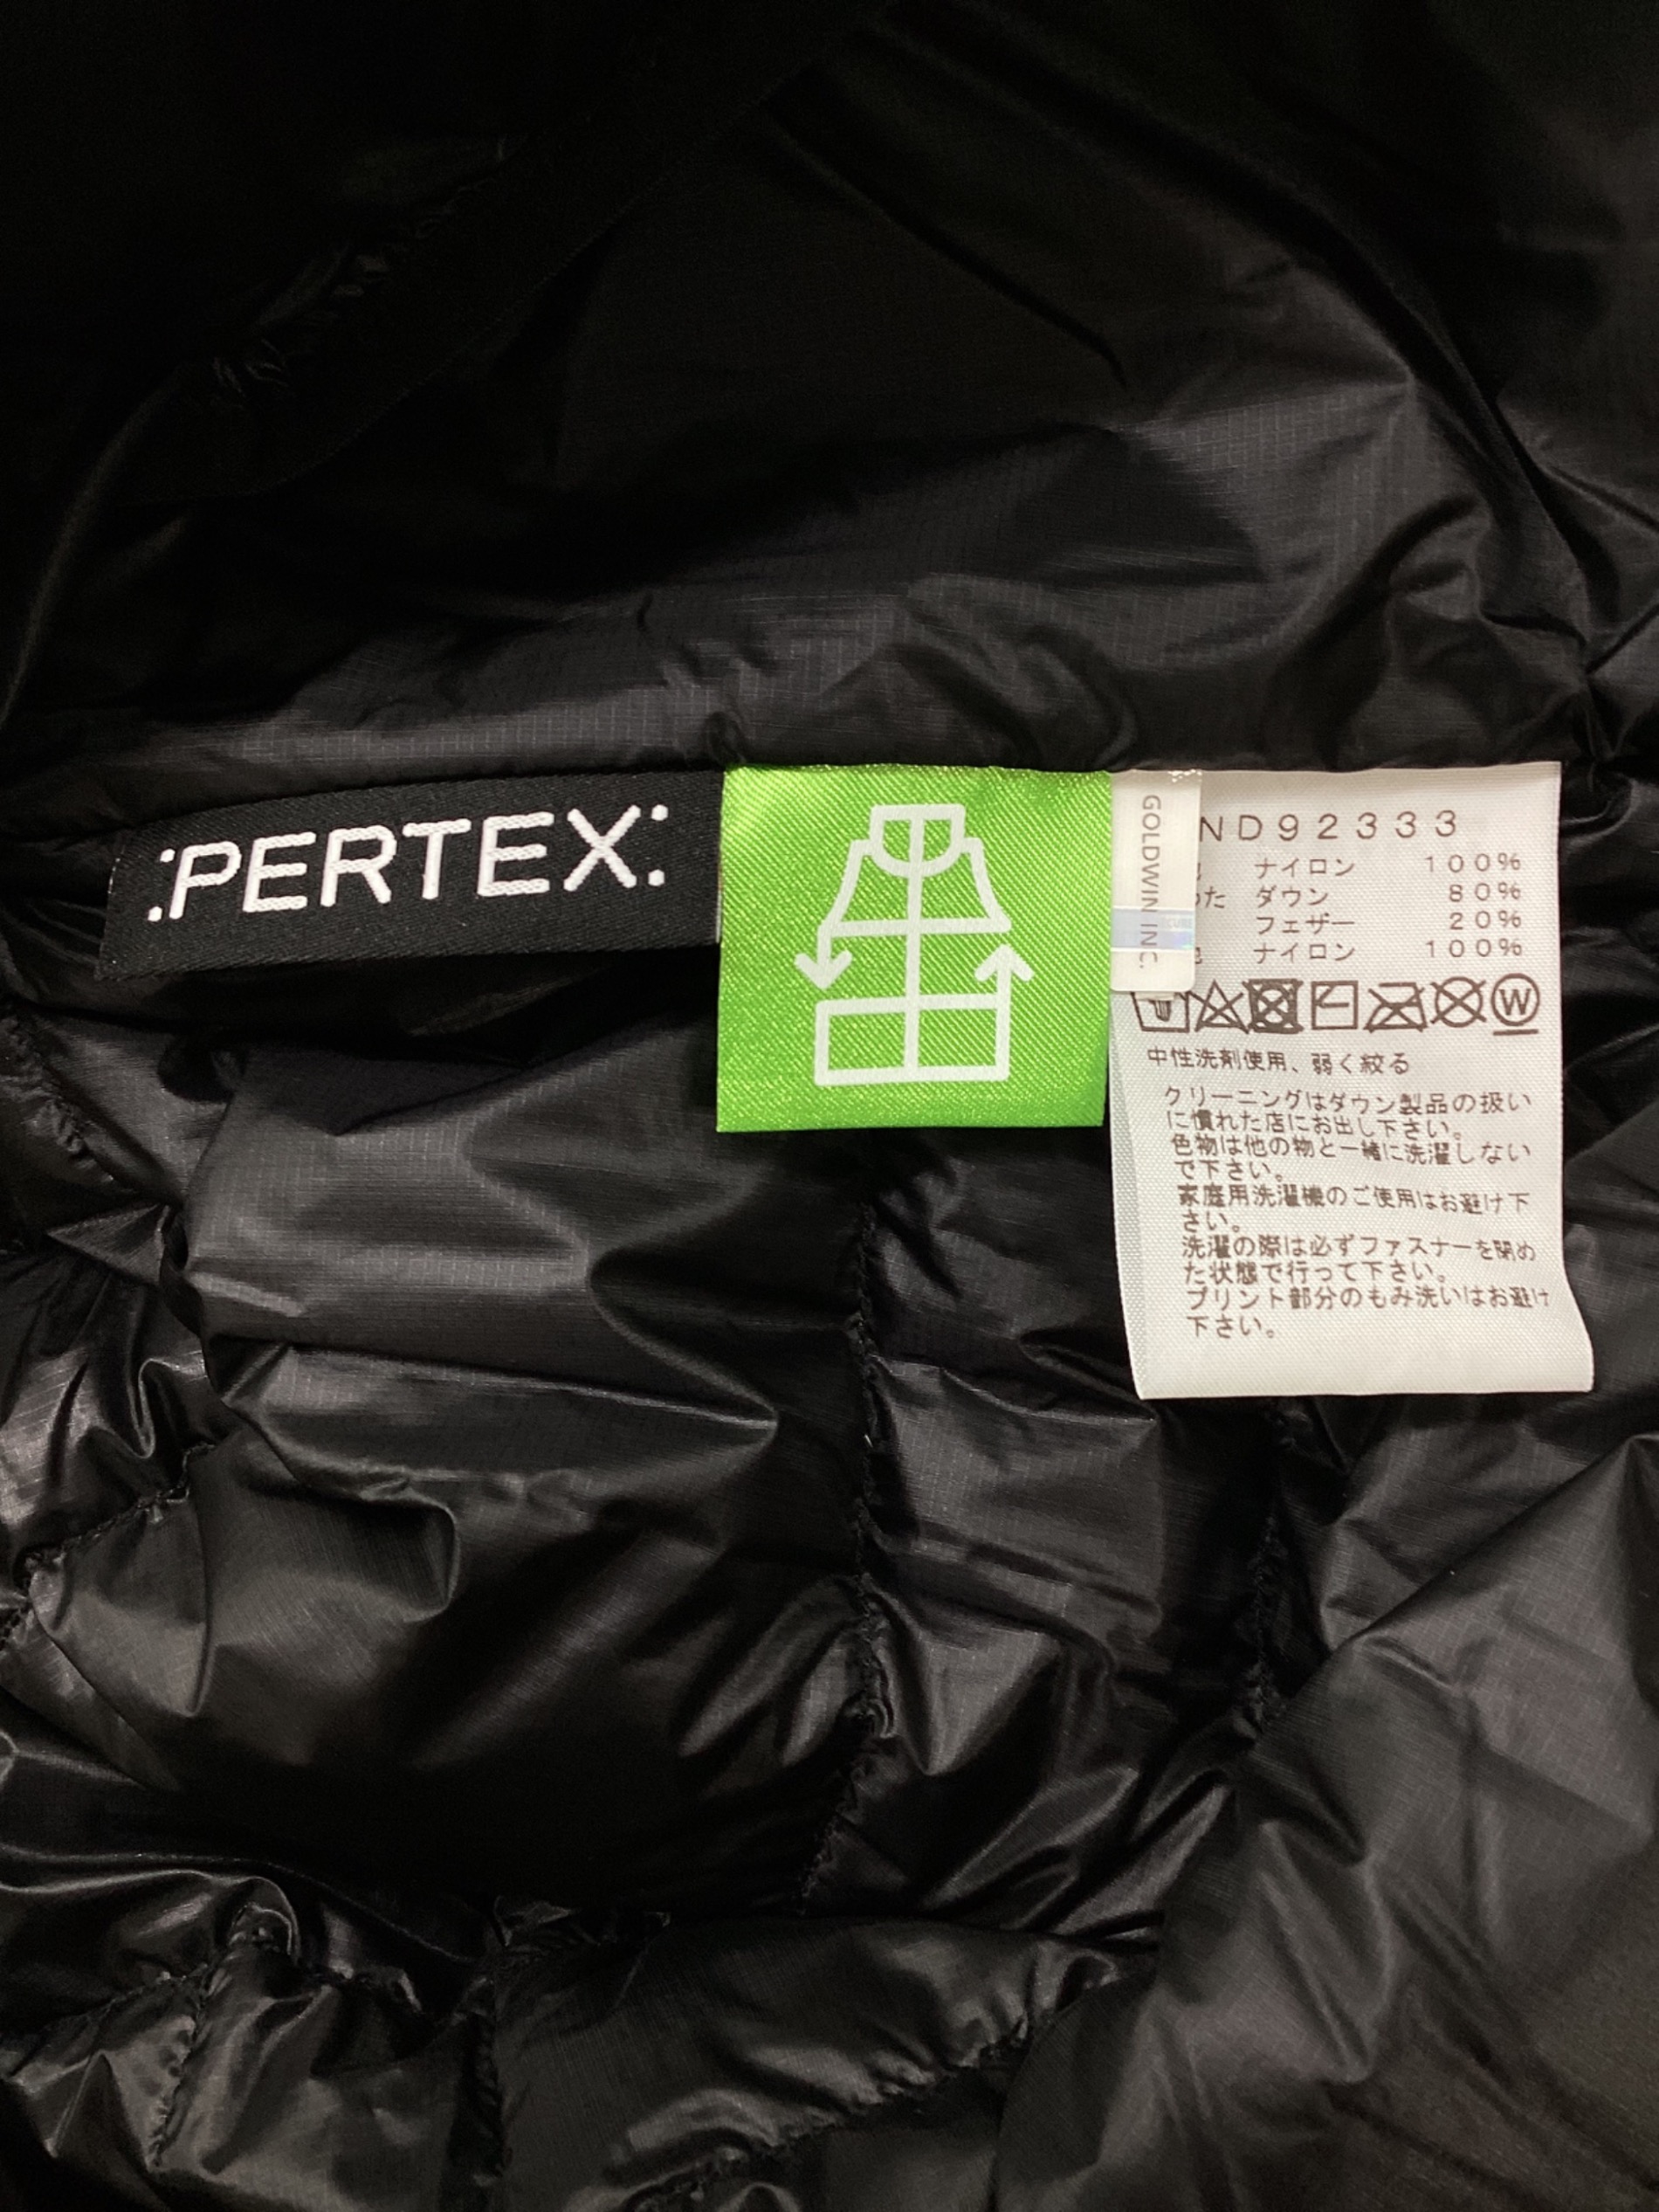 :PERTEX:
GOLDWIN INC.
ND92333
ナイロン 100%
わた ダウン 80%
フェザー 20%
ナイロン 100%
W
中性洗剤使用、弱く絞る
クリーニングはダウン製品の扱い
に慣れた店にお出し下さい。
色物は他の物と一緒に洗濯しない
で下さい。
家庭用洗濯機のご使用はお避け下
さい。
洗濯の際は必ずファスナーを閉め
た状態で行って下さい。
プリント部分のもみ洗いはお避け
下さい。